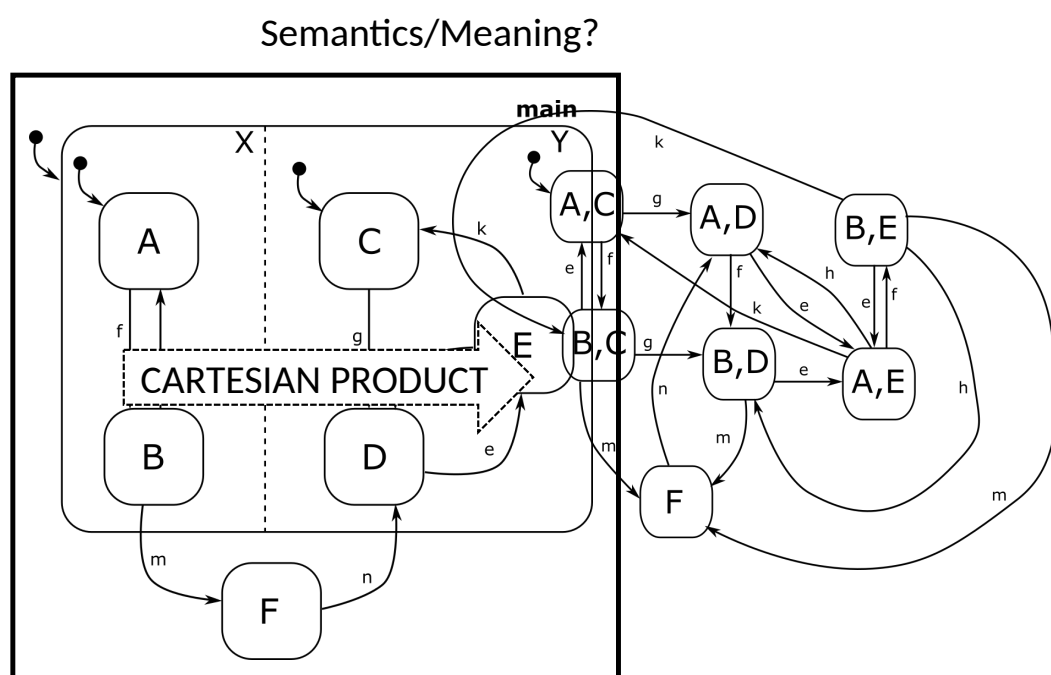 Semantics/Meaning?
main
X
Y
k
A
C
A,C
g
A,D
B,E
k
e
f
f
h
e
f
e
k
f
g
E
B,C
g
B,D
e
A,E
CARTESIAN PRODUCT
n
h
B
D
e
m
m
F
m
m
n
F